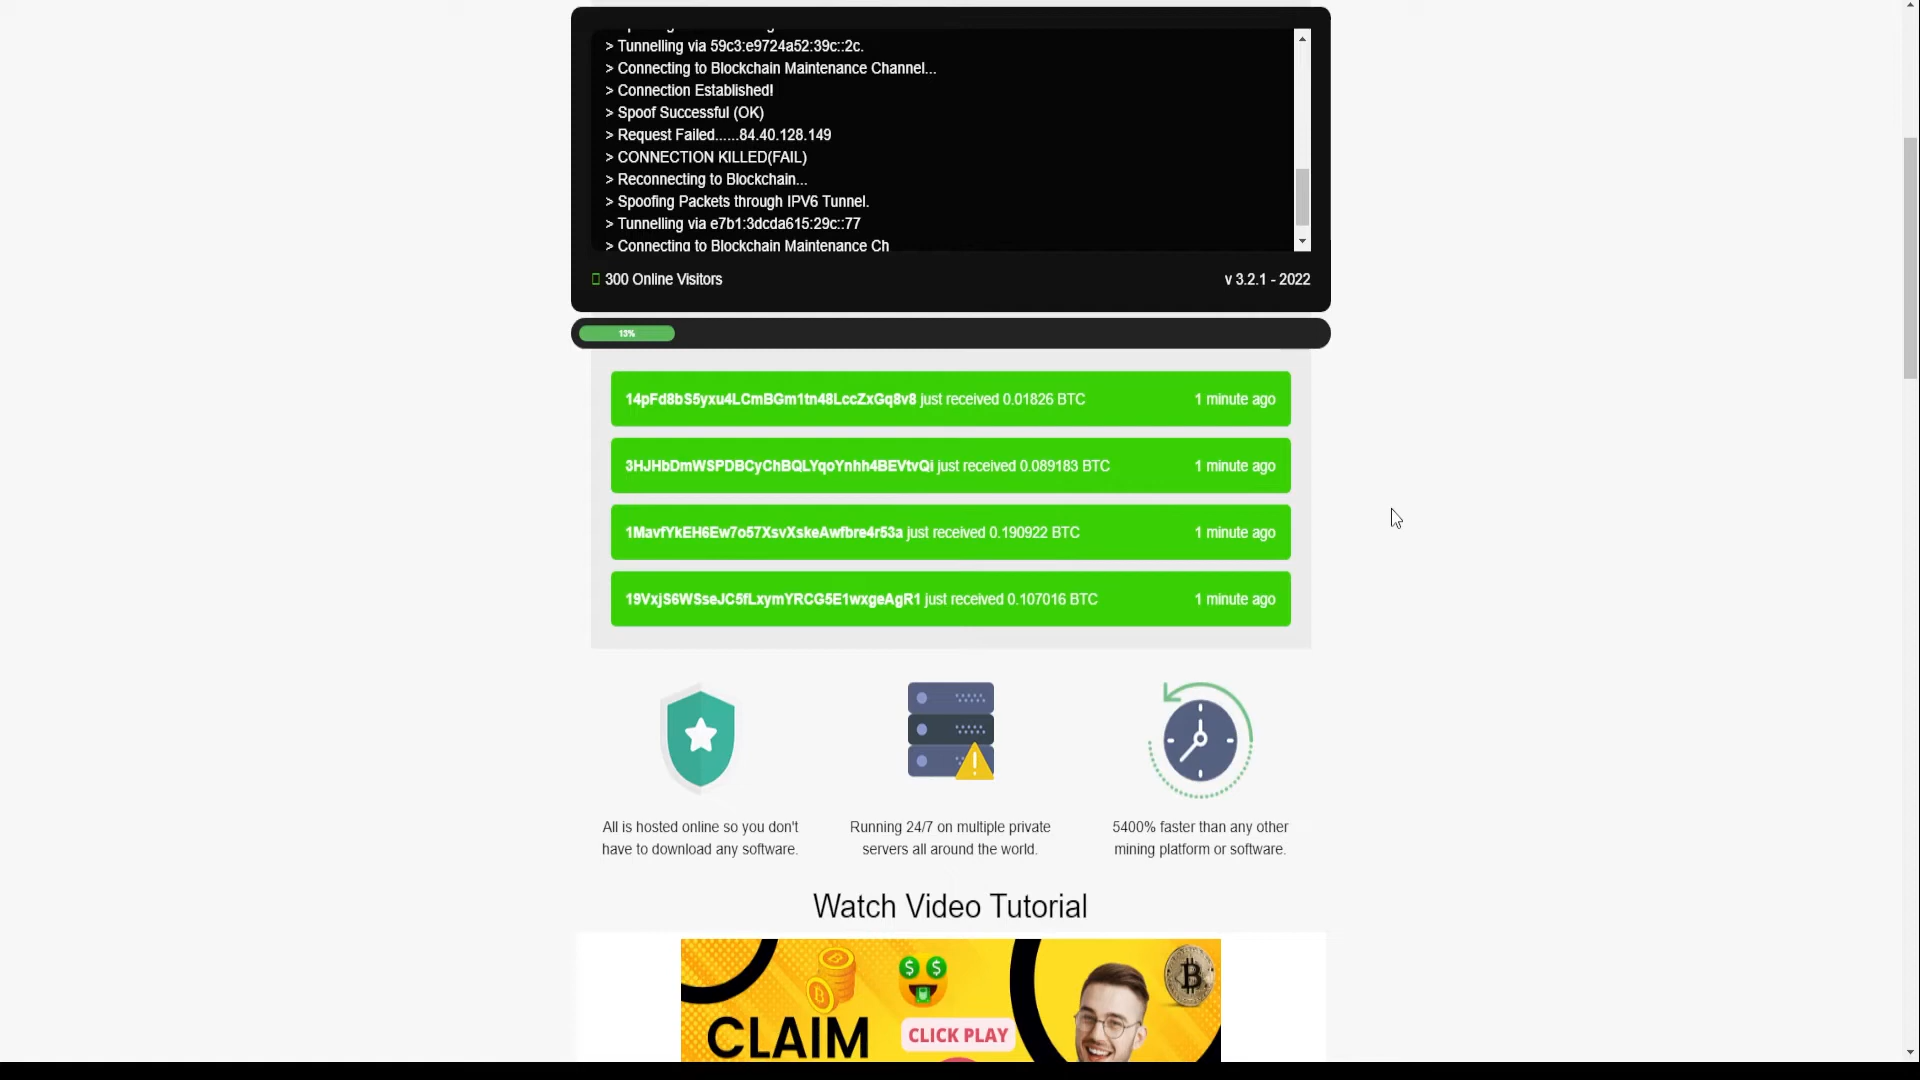 > Tunnelling via 59c3:e9724a52:39c::2c.
> Connecting to Blockchain Maintenance Channel...
> Connection Established!
> Spoof Successful (OK)
> Request Failed......84.40.128.149
> CONNECTION KILLED(FAIL)
> Reconnecting to Blockchain...
> Spoofing Packets through IPV6 Tunnel.
> Tunnelling via e7b1:3dcda615:29c::77
> Connecting to Blockchain Maintenance Ch
300 Online Visitors
v 3.2.1 - 2022
13%
14pFd8bS5yxu4LCmBGm1tn48LccZxGq8v8 just received 0.01826 BTC
1 minute ago
3HJHbDmWSPDBCyChBQLYqoYnhh4BEVtvQi just received 0.089183 BTC
1 minute ago
1MavfYkEH6Ew7o57XsvXskeAwfbre4r53a just received 0.190922 BTC
1 minute ago
19VxjS6WSseJC5fLxymYRCG5E1wxgeAgR1 just received 0.107016 BTC
1 minute ago
All is hosted online so you don't
have to download any software.
Running 24/7 on multiple private
servers all around the world.
5400% faster than any other
mining platform or software.
Watch Video Tutorial
CLAIM
CLICK PLAY